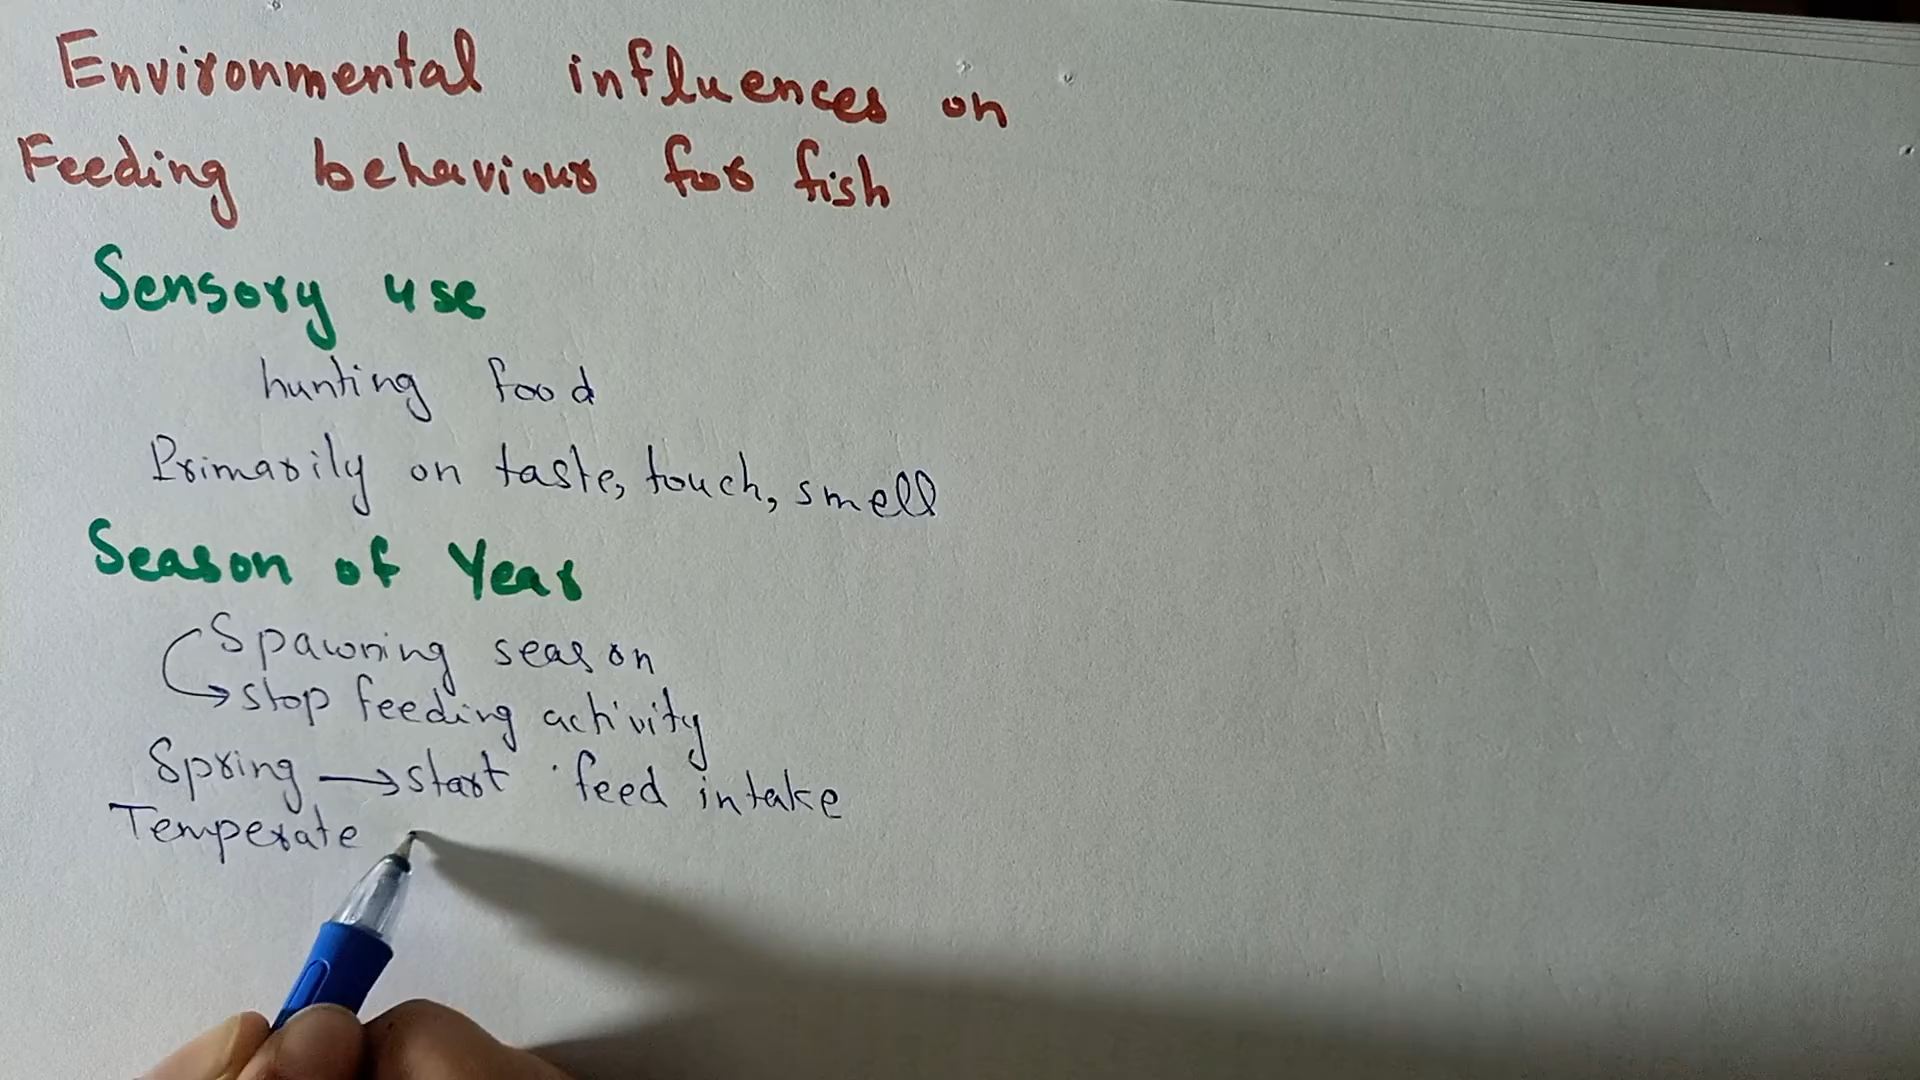 Environmental influences on
Feeding behaviour for fish
Sensory use
hunting food
Primarily on taste, touch, smell
Season of Year
Spawning season
→ stop feeding activity
Spring → start feed intake
Temperate